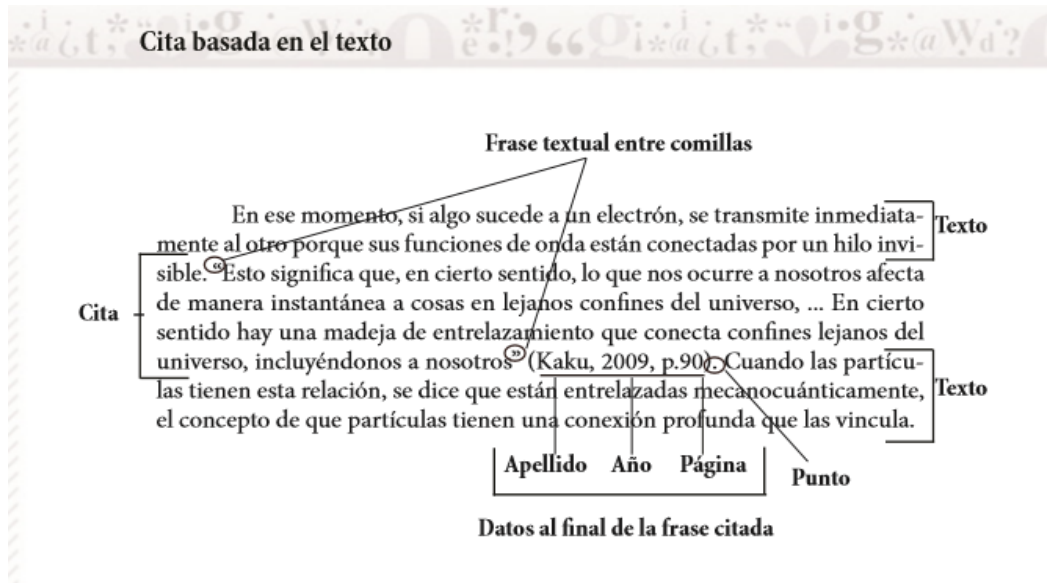 Cita basada en el texto
Frase textual entre comillas
En ese momento, si algo sucede a un electrón, se transmite inmediata-
mente al otro porque sus funciones de onda están conectadas por un hilo invi-
sible. “Esto significa que, en cierto sentido, lo que nos ocurre a nosotros afecta
de manera instantánea a cosas en lejanos confines del universo, ... En cierto
sentido hay una madeja de entrelazamiento que conecta confines lejanos del
universo, incluyéndonos a nosotros” (Kaku, 2009, p.90). Cuando las partícu-
las tienen esta relación, se dice que están entrelazadas mecanocuánticamente,
el concepto de que partículas tienen una conexión profunda que las vincula.
Texto
Cita
Texto
Apellido Año Página
Punto
Datos al final de la frase citada